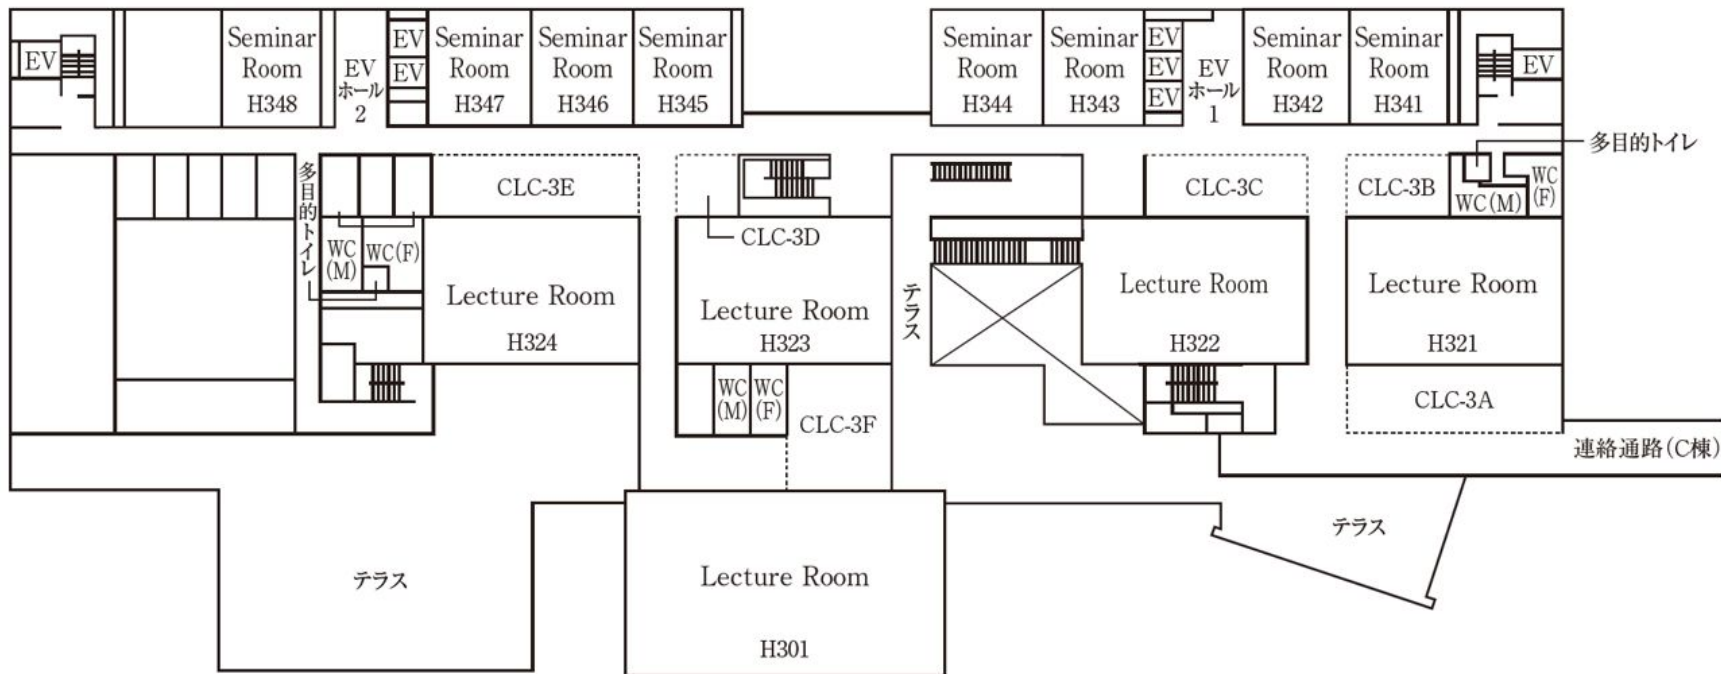 EV
Seminar
Room
H348
EV
ホール
2
EV
EV
Seminar
Room
H347
Seminar
Room
H346
Seminar
Room
H345
Seminar
Room
H344
Seminar
Room
H343
EV
EV
EV
EV
ホール
1
Seminar
Room
H342
Seminar
Room
H341
EV
多目的トイレ
多目的トイレ
CLC-3E
CLC-3D
CLC-3C
CLC-3B
WC(M)
WC
(F)
WC
(M)
WC(F)
Lecture Room
H324
Lecture Room
H323
テラス
Lecture Room
H322
Lecture Room
H321
WC
(M)
WC
(F)
CLC-3F
CLC-3A
連絡通路(C棟)
テラス
Lecture Room
H301
テラス